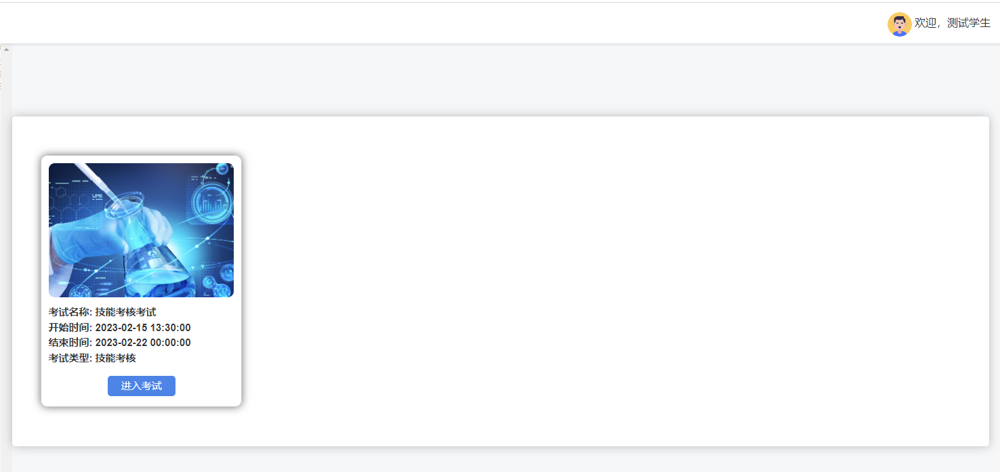 欢迎，测试学生
考试名称: 技能考核考试
开始时间: 2023-02-15 13:30:00
结束时间: 2023-02-22 00:00:00
考试类型: 技能考核
进入考试